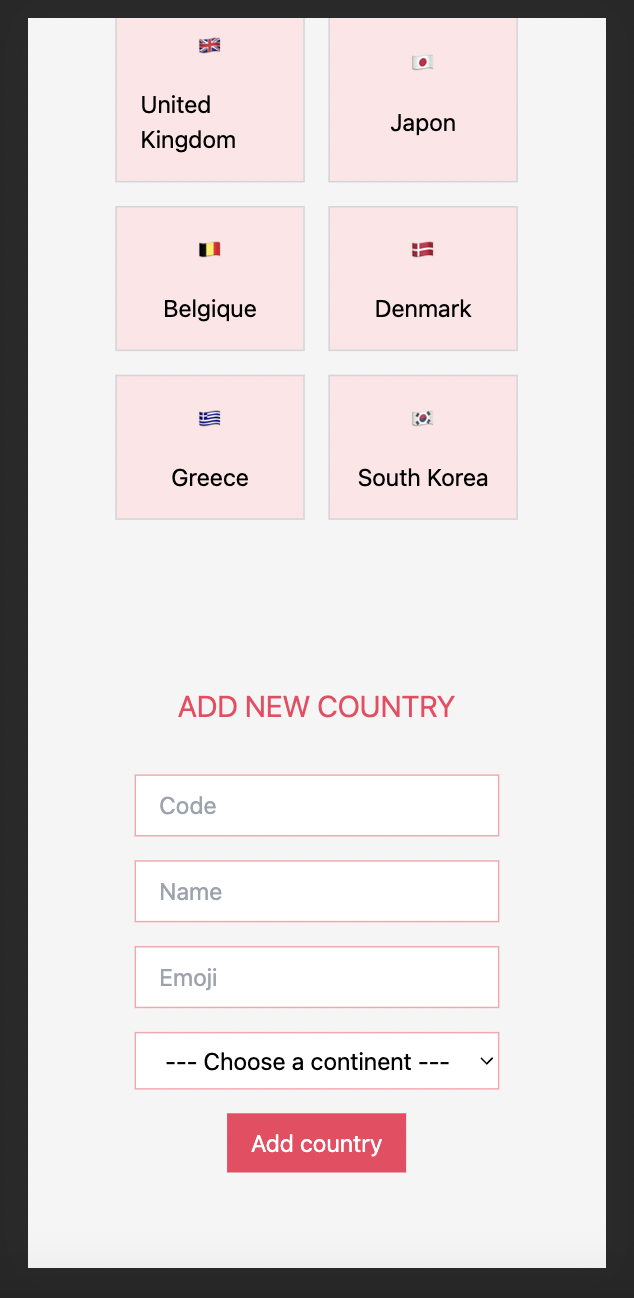 United
Kingdom
Japon
Belgique
Denmark
Greece
South Korea
ADD NEW COUNTRY
Code
Name
Emoji
--- Choose a continent ---
Add country